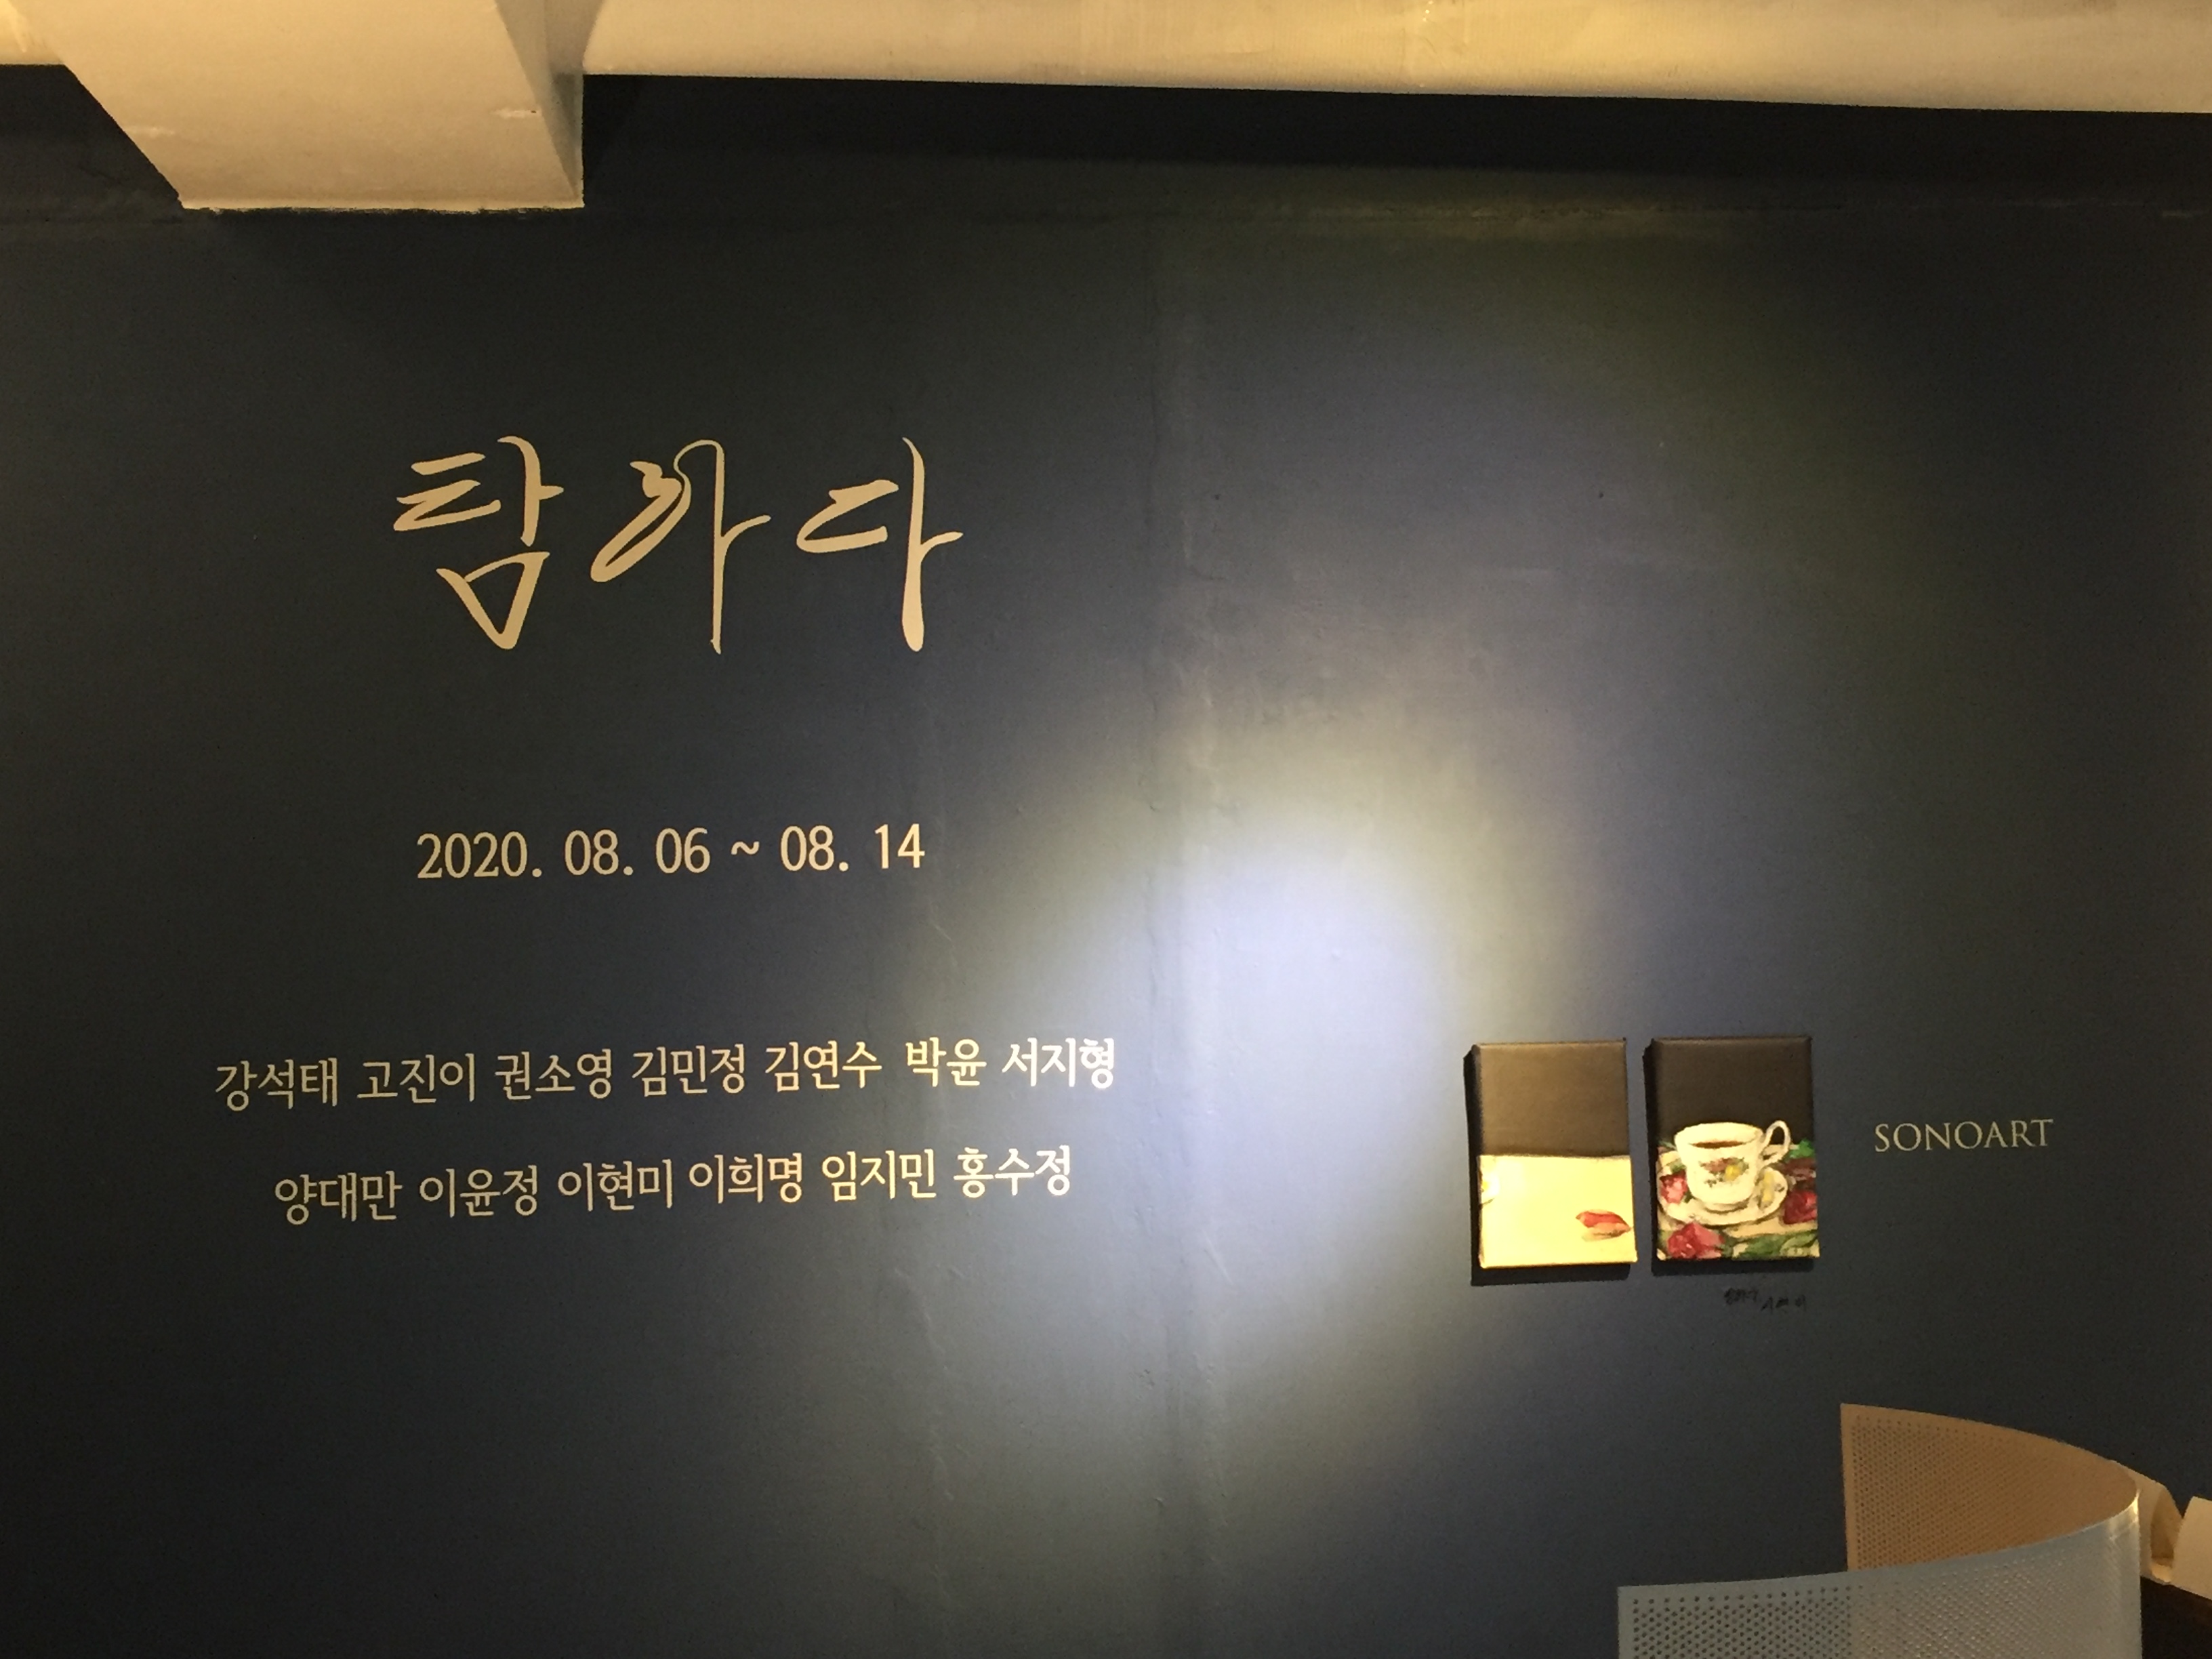 탐하다
2020. 08. 06 ~ 08. 14
강석태 고진이 권소영 김민정 김연수 박윤 서지형
양대만 이윤정 이현미 이희명 임지민 홍수정
SONOART